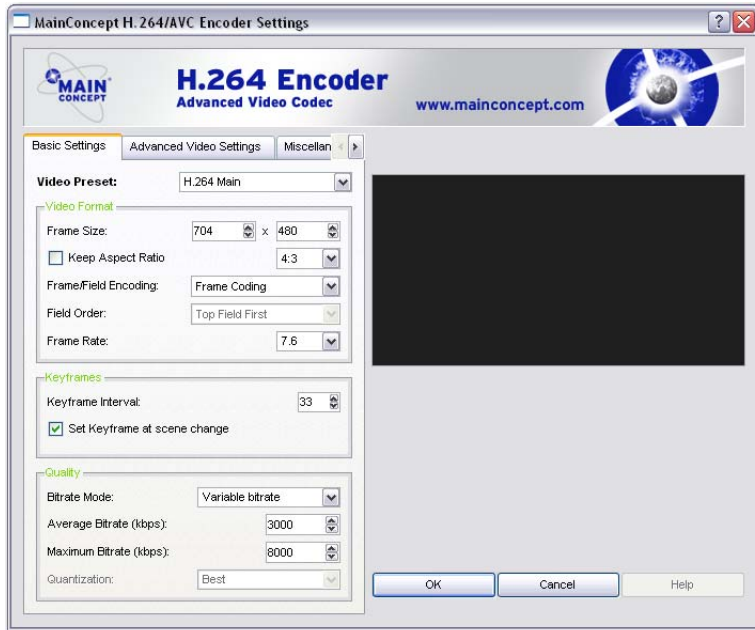 MainConcept H.264/AVC Encoder Settings
MAIN CONCEPT
H.264 Encoder
Advanced Video Codec
www.mainconcept.com
Basic Settings Advanced Video Settings Miscellan
Video Preset: H.264 Main
Video Format
Frame Size: 704 x 480
Keep Aspect Ratio 4:3
Frame/Field Encoding: Frame Coding
Field Order: Top Field First
Frame Rate: 7.6
Keyframes
Keyframe Interval: 33
Set Keyframe at scene change
Quality
Bitrate Mode: Variable bitrate
Average Bitrate (kbps): 3000
Maximum Bitrate (kbps): 8000
Quantization: Best
OK Cancel Help